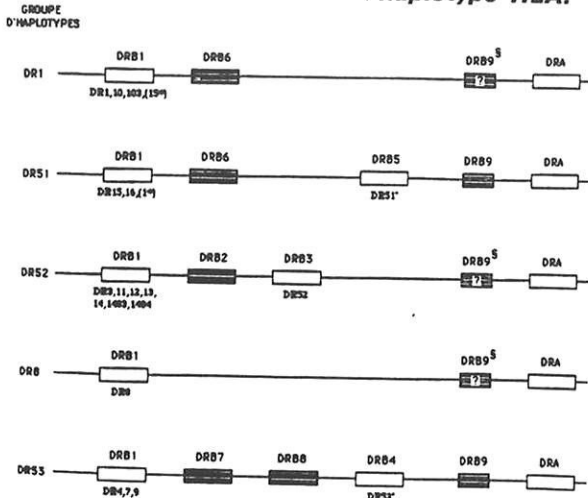 haplotype HLA.
GROUPE
D'HAPLOTYPES
DRB1 DRB6 DRB9 S
DR1 ? DRA
DR1,10,103,(15*)
DRB1 DRB6 DRB5 DRB9 DRA
DR51
DR15,16,(1*) DR51*
DRB1 DRB2 DRB3 DRB9 S DRA
DR52 ?
DR3,11,12,13, DR52
14,1403,1404
DRB1 DRB9 S DRA
DR8 ?
DR8
DRB1 DRB7 DRB8 DRB4 DRB9 DRA
DR53
DR4,7,9 DR53*